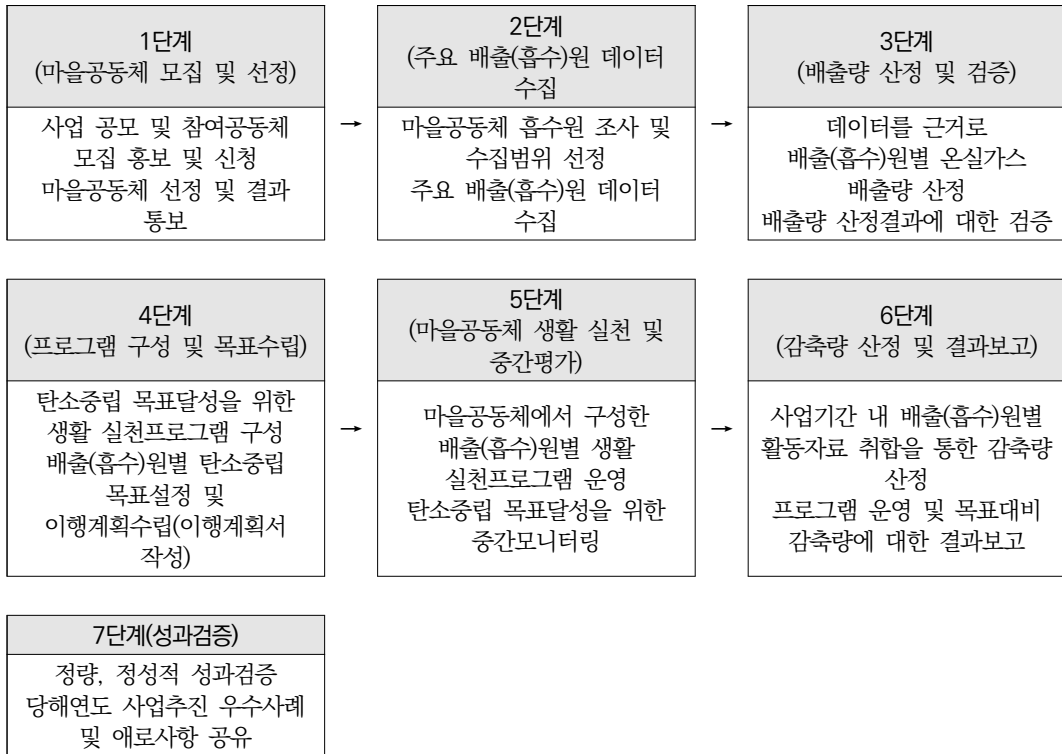 1단계
(마을공동체 모집 및 선정)
사업 공모 및 참여공동체
모집 홍보 및 신청
마을공동체 선정 및 결과
통보
→
2단계
(주요 배출(흡수)원 데이터
수집)
마을공동체 흡수원 조사 및
수집범위 선정
주요 배출(흡수)원 데이터
수집
→
3단계
(배출량 산정 및 검증)
데이터를 근거로
배출(흡수)원별 온실가스
배출량 산정
배출량 산정결과에 대한 검증
4단계
(프로그램 구성 및 목표수립)
탄소중립 목표달성을 위한
생활 실천프로그램 구성
배출(흡수)원별 탄소중립
목표설정 및
이행계획수립(이행계획서
작성)
→
5단계
(마을공동체 생활 실천 및
중간평가)
마을공동체에서 구성한
배출(흡수)원별 생활
실천프로그램 운영
탄소중립 목표달성을 위한
중간모니터링
→
6단계
(감축량 산정 및 결과보고)
사업기간 내 배출(흡수)원별
활동자료 취합을 통한 감축량
산정
프로그램 운영 및 목표대비
감축량에 대한 결과보고
7단계(성과검증)
정량, 정성적 성과검증
당해연도 사업추진 우수사례
및 애로사항 공유